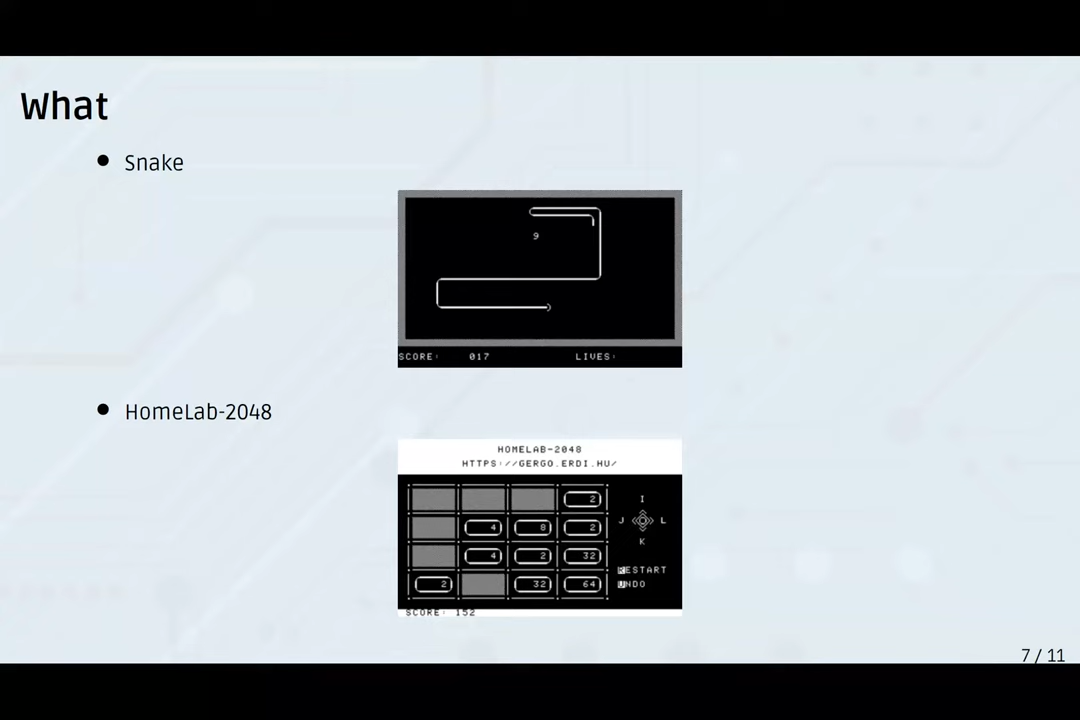 What
Snake
9
SCORE: 017 LIVES:
HomeLab-2048
HOMELAB-2048
HTTPS://GERGO.ERDI.HU/
2
4 8 2
4 2 32
2 32 64
I
J L
K
RESTART
UNDO
SCORE: 152
7 / 11